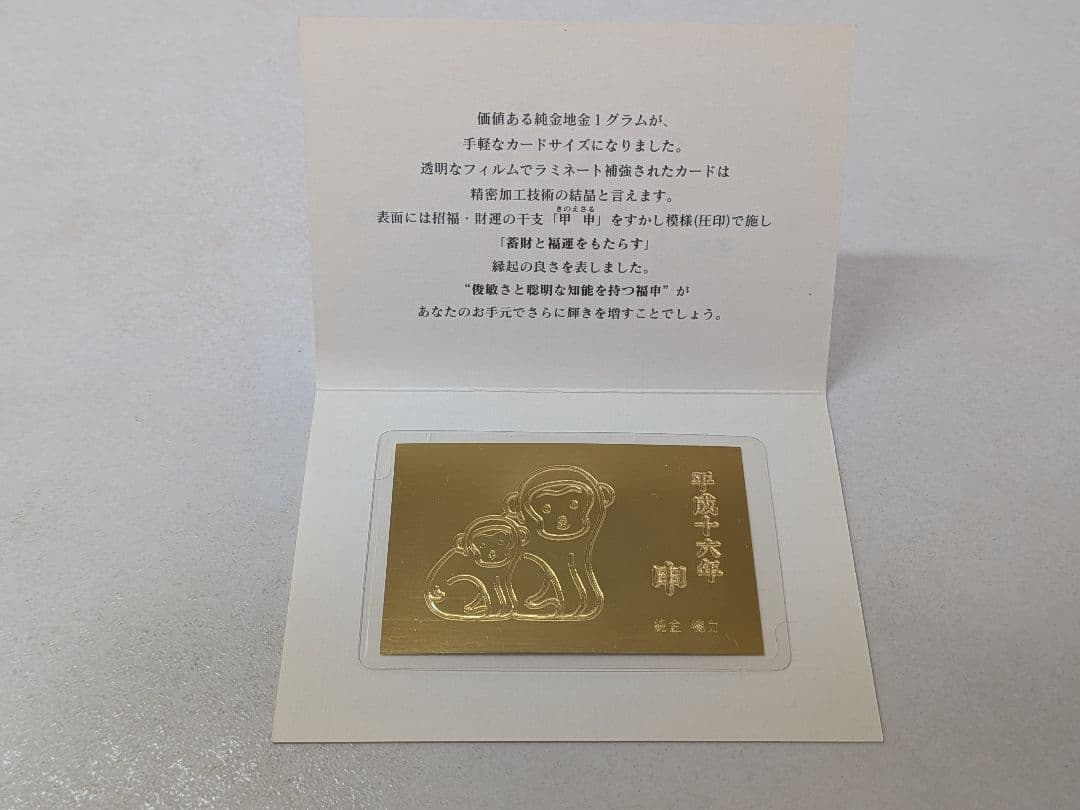 価値ある純金地金1グラムが、
手軽なカードサイズになりました。
透明なフィルムでラミネート補強されたカードは
精密加工技術の結晶と言えます。
きのえさる
表面には招福・財運の干支「甲 申」をすかし模様(圧印)で施し
「蓄財と福運をもたらす」
縁起の良さを表しました。
“俊敏さと聡明な知能を持つ福申”が
あなたのお手元でさらに輝きを増すことでしょう。
平成十六年
申
純金